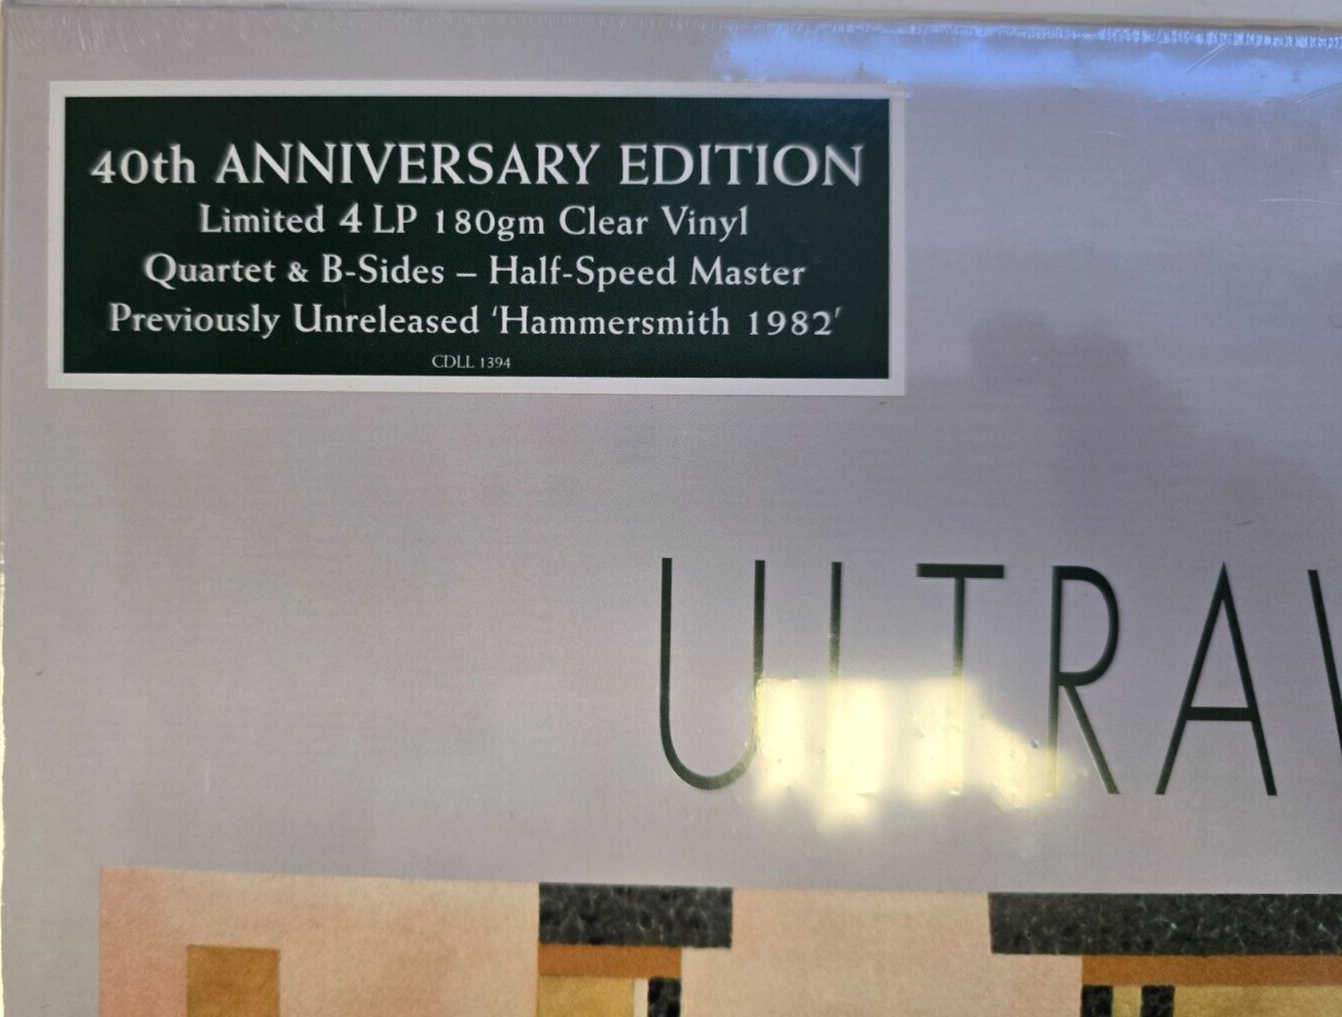 40th ANNIVERSARY EDITION
Limited 4 LP 180gm Clear Vinyl
Quartet & B-Sides – Half-Speed Master
Previously Unreleased ‘Hammersmith 1982’
CDLL 1394
ULTRAV